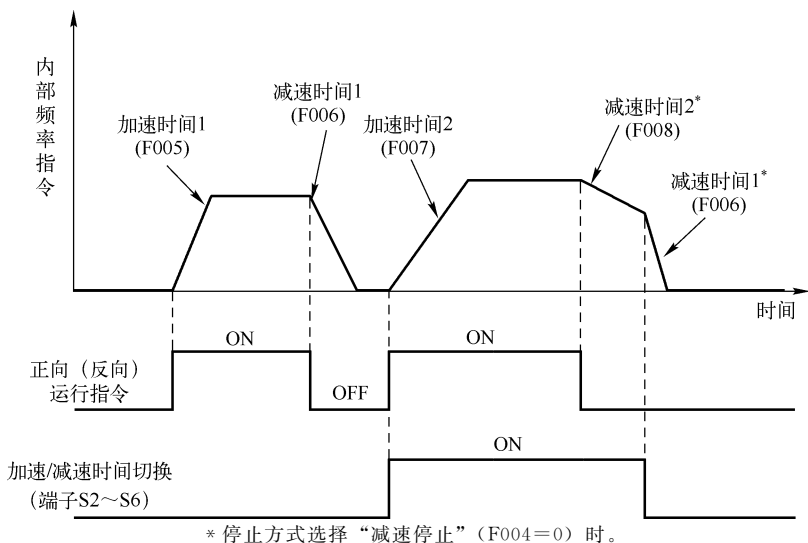 内部频率指令
加速时间1
(F005)
减速时间1
(F006)
加速时间2
(F007)
减速时间2*
(F008)
减速时间1*
(F006)
时间
正向（反向）
运行指令
ON
OFF
ON
加速/减速时间切换
（端子S2～S6）
ON
*停止方式选择“减速停止”（F004＝0）时。